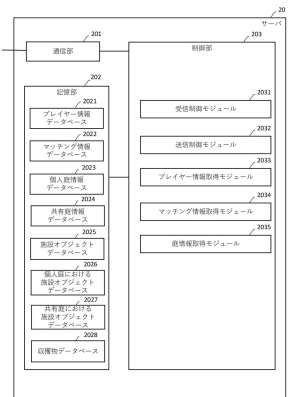 20
サーバ
201
通信部
203
制御部
202
記憶部
2021
プレイヤー情報
データベース
2022
マッチング情報
データベース
2023
個人庭情報
データベース
2024
共有庭情報
データベース
2025
施設オブジェクト
データベース
2026
個人庭における
施設オブジェクト
データベース
2027
共有庭における
施設オブジェクト
データベース
2028
収穫物データベース
2031
受信制御モジュール
2032
送信制御モジュール
2033
プレイヤー情報取得モジュール
2034
マッチング情報取得モジュール
2035
庭情報取得モジュール